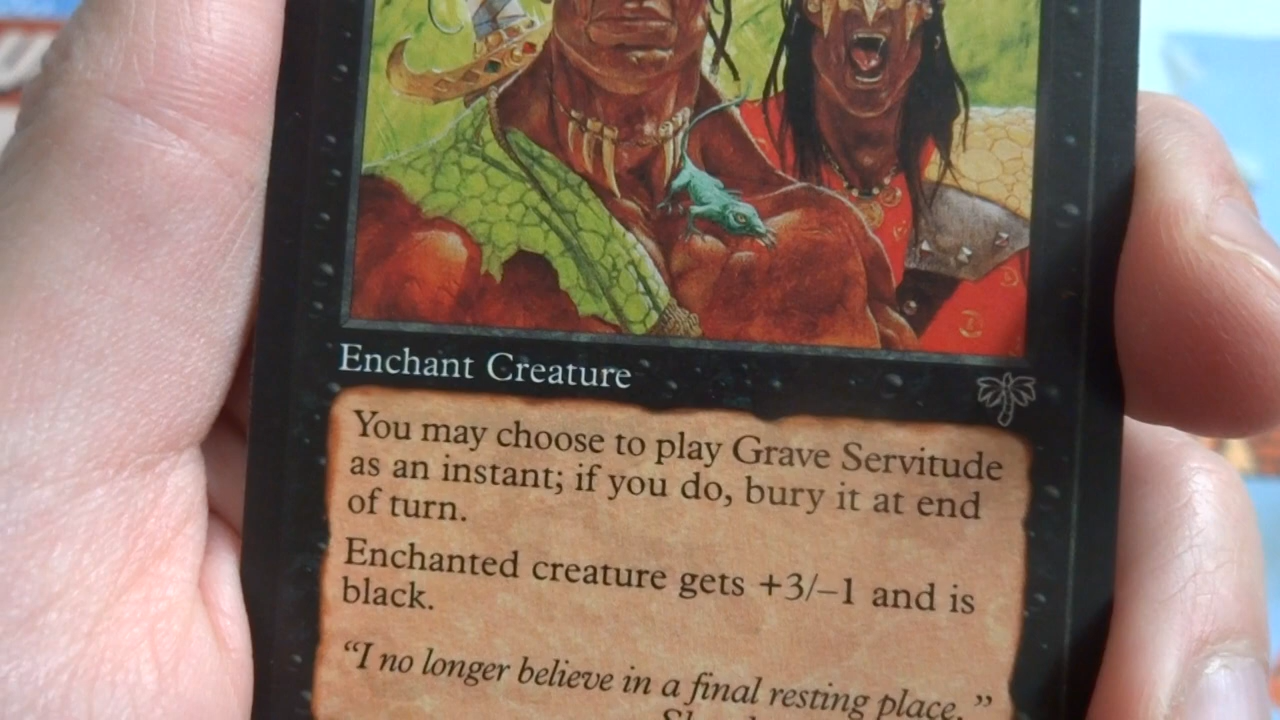 Enchant Creature
You may choose to play Grave Servitude
as an instant; if you do, bury it at end
of turn.
Enchanted creature gets +3/–1 and is
black.
“I no longer believe in a final resting place.”